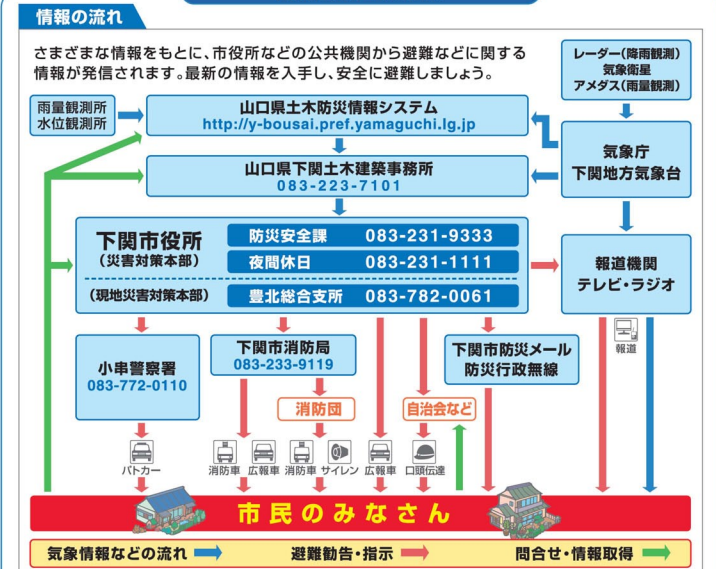 情報の流れ
さまざまな情報をもとに、市役所などの公共機関から避難などに関する
情報が発信されます。最新の情報を入手し、安全に避難しましょう。
レーダー(降雨観測)
気象衛星
アメダス(雨量観測)
雨量観測所
水位観測所
山口県土木防災情報システム
http://y-bousai.pref.yamaguchi.lg.jp
気象庁
下関地方気象台
山口県下関土木建築事務所
083-223-7101
下関市役所
(災害対策本部)
防災安全課 083-231-9333
夜間休日 083-231-1111
(現地災害対策本部)
豊北総合支所 083-782-0061
報道機関
テレビ・ラジオ
報道
小串警察署
083-772-0110
下関市消防局
083-233-9119
下関市防災メール
防災行政無線
消防団
自治会など
パトカー
消防車
広報車
消防車
サイレン
広報車
口頭伝達
市民のみなさん
気象情報などの流れ
避難勧告・指示
問合せ・情報取得